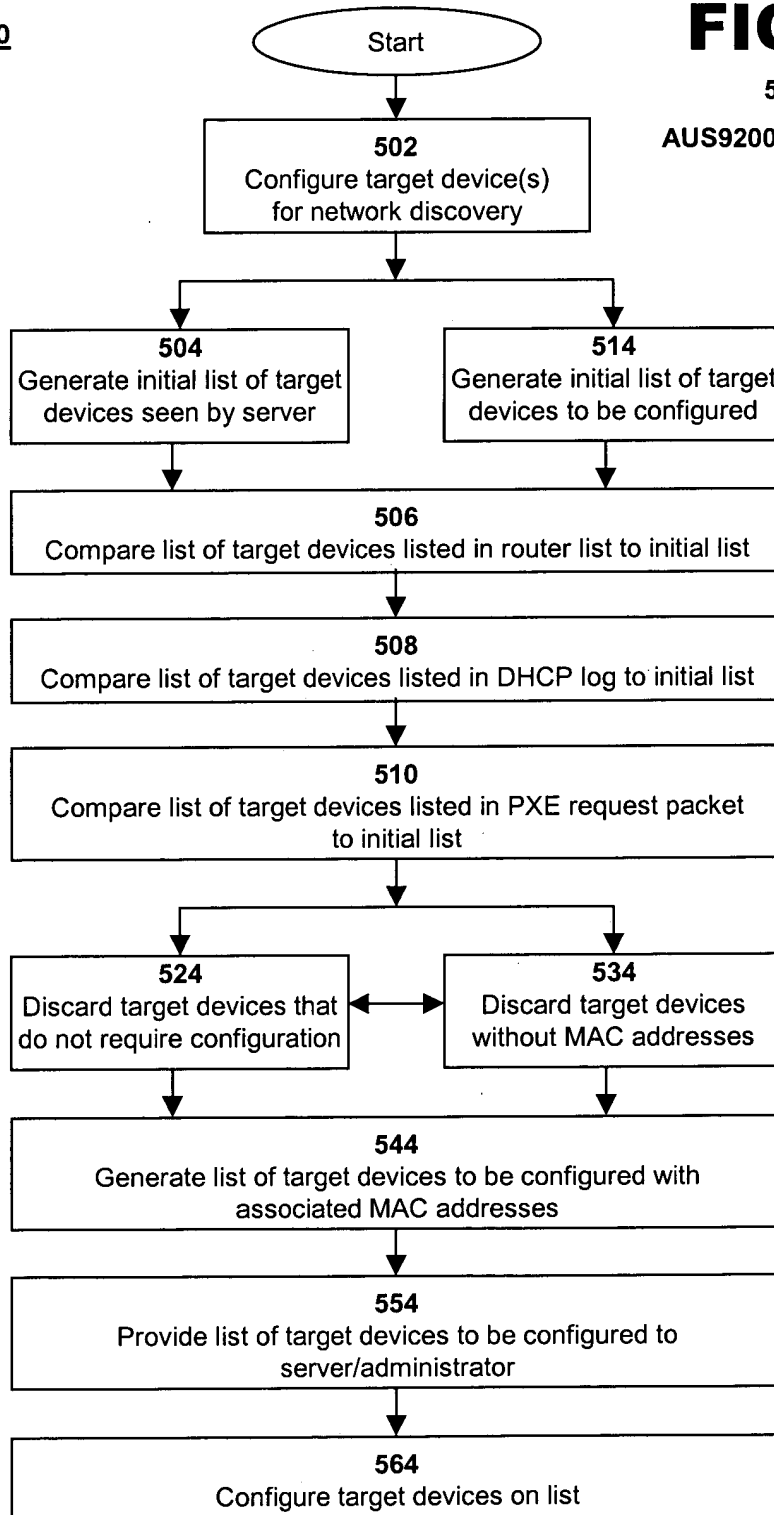 0
Start
FIG
5
AUS9200
502
Configure target device(s)
for network discovery
504
Generate initial list of target
devices seen by server
514
Generate initial list of target
devices to be configured
506
Compare list of target devices listed in router list to initial list
508
Compare list of target devices listed in DHCP log to initial list
510
Compare list of target devices listed in PXE request packet
to initial list
524
Discard target devices that
do not require configuration
534
Discard target devices
without MAC addresses
544
Generate list of target devices to be configured with
associated MAC addresses
554
Provide list of target devices to be configured to
server/administrator
564
Configure target devices on list